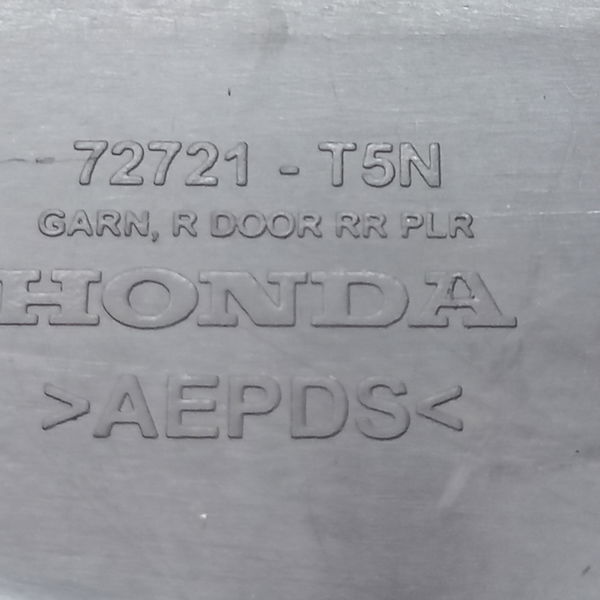 72721 - T5N
GARN, R DOOR RR PLR
HONDA
>AEPDS<